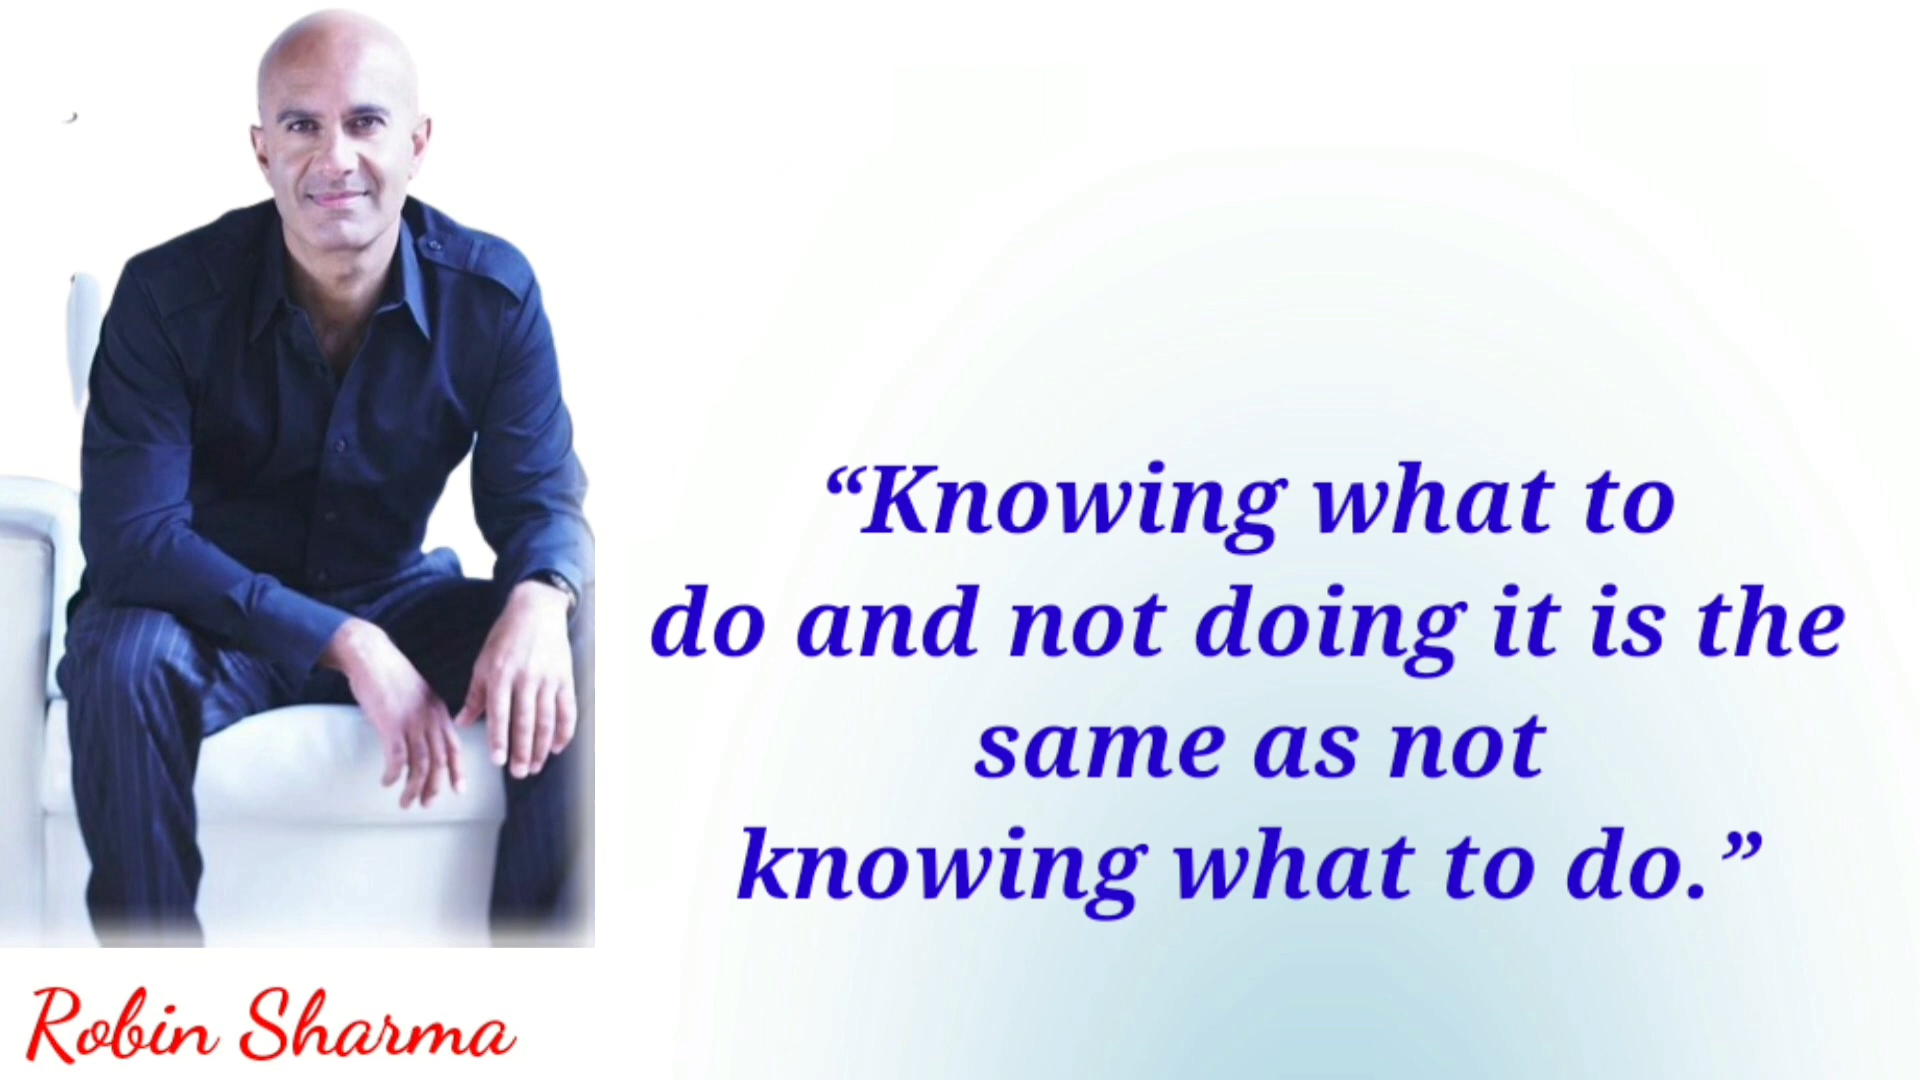 “Knowing what to
do and not doing it is the
same as not
knowing what to do.”
Robin Sharma